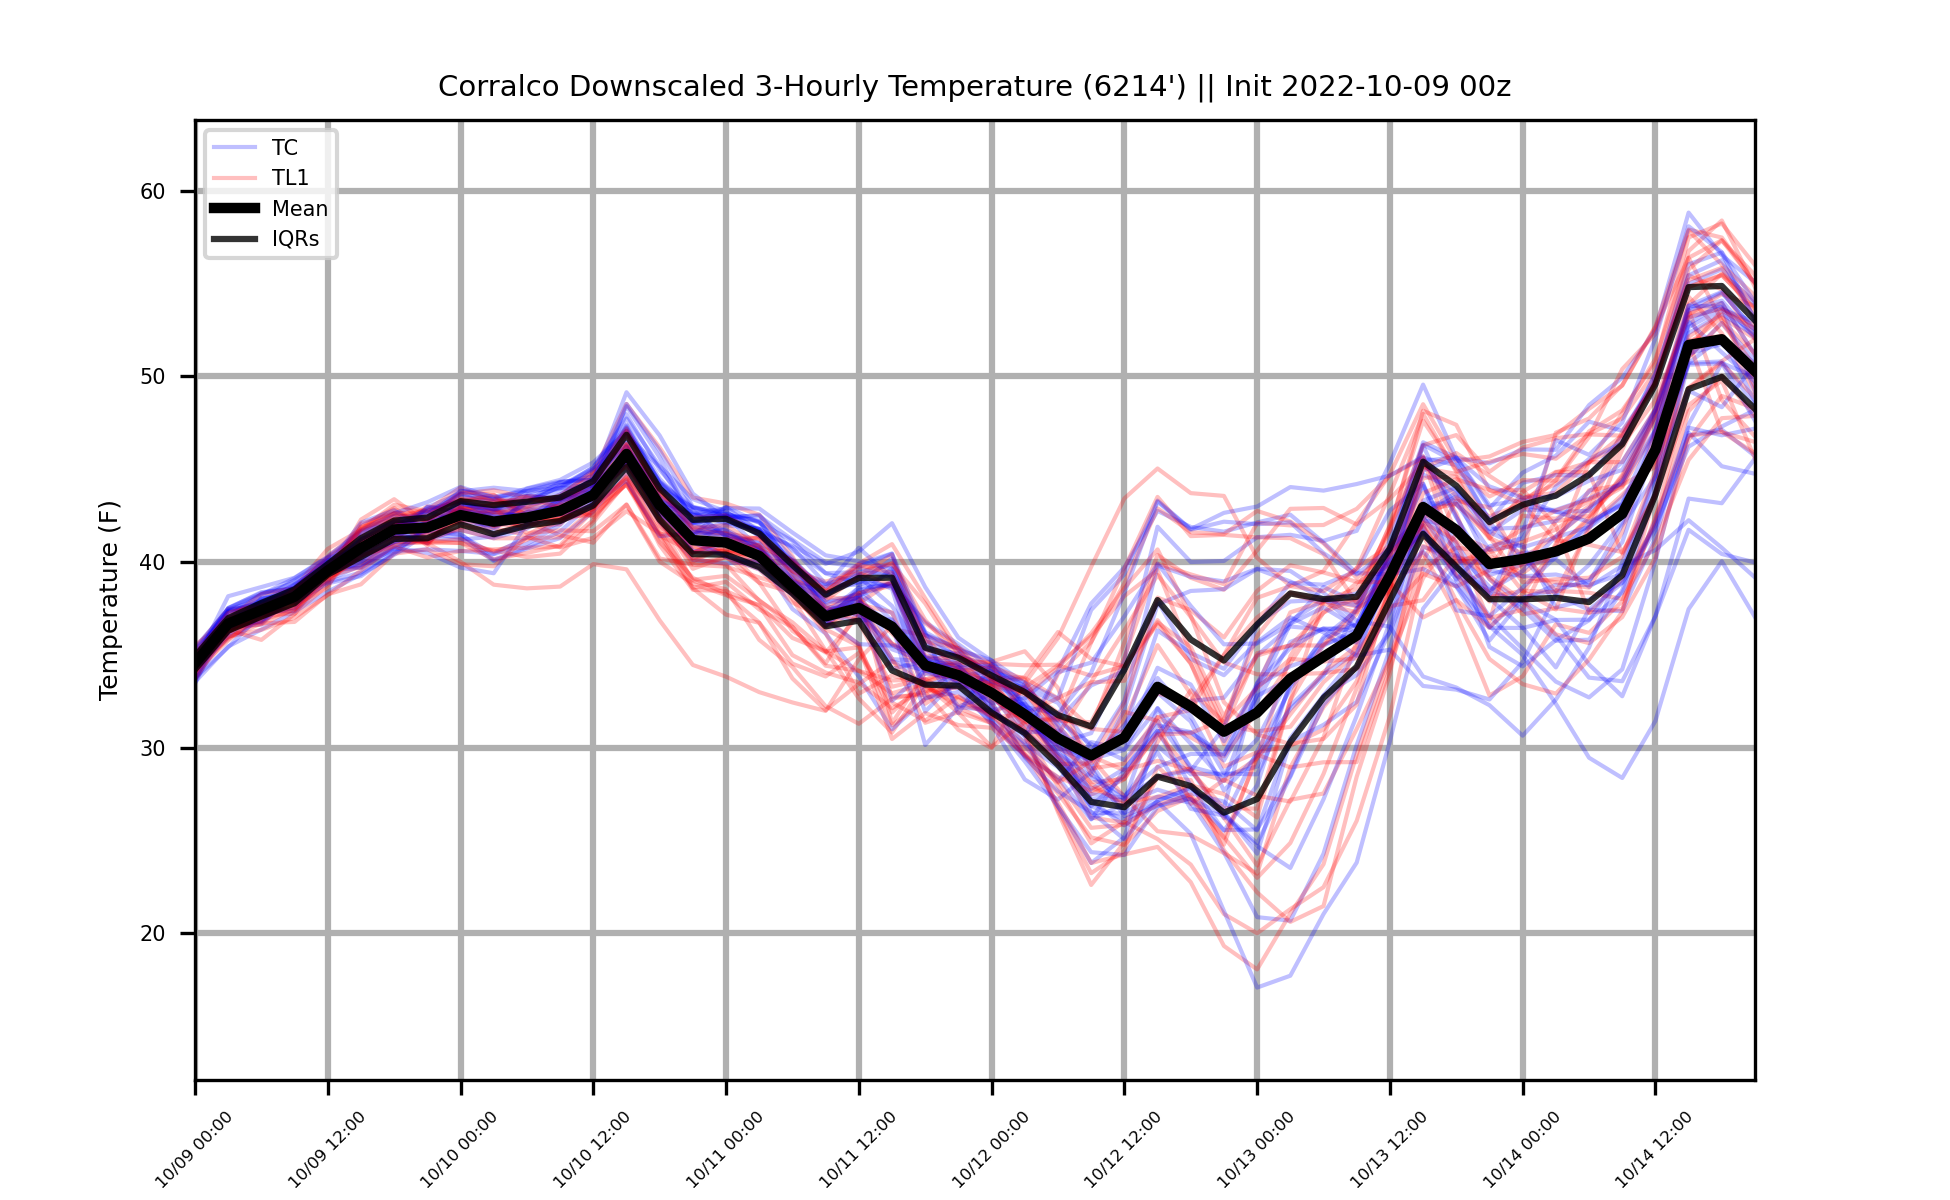 Corralco Downscaled 3-Hourly Temperature (6214') || Init 2022-10-09 00z
TC
TL1
Mean
IQRs
Temperature (F)
60
50
40
30
20
10/09 00:00
10/09 12:00
10/10 00:00
10/10 12:00
10/11 00:00
10/11 12:00
10/12 00:00
10/12 12:00
10/13 00:00
10/13 12:00
10/14 00:00
10/14 12:00